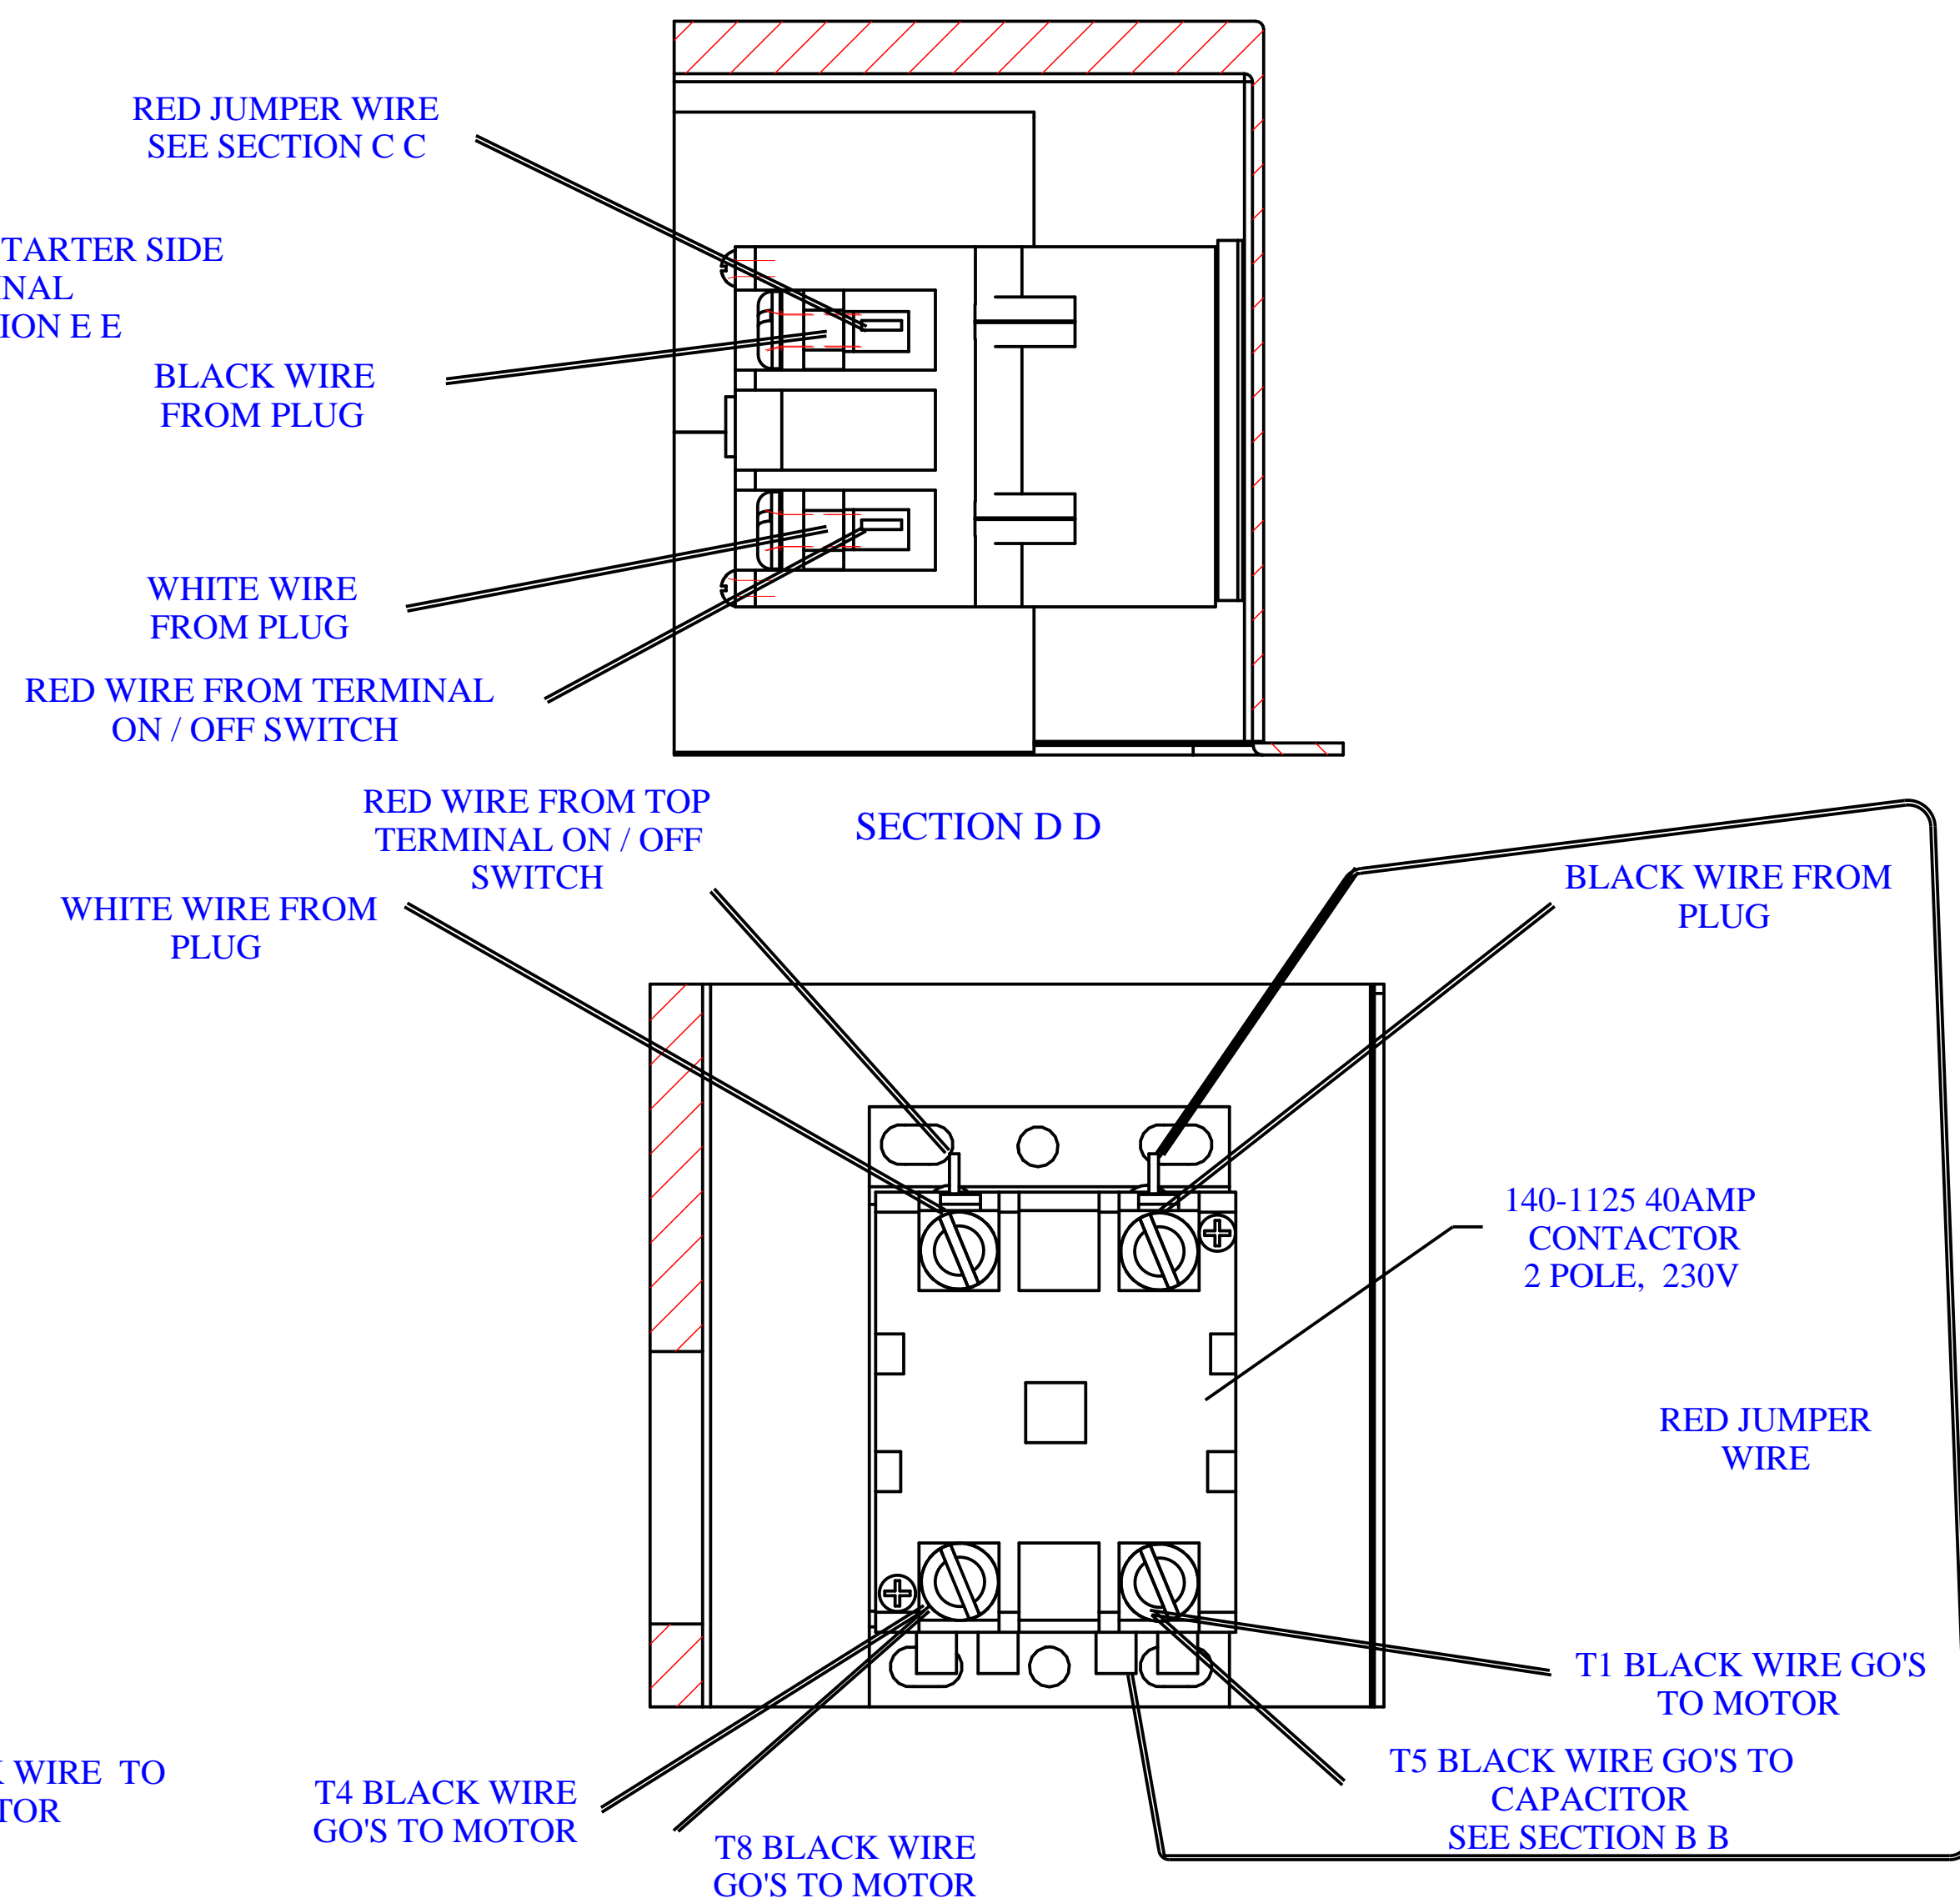 RED JUMPER WIRE
SEE SECTION C C
SIDE
E E
BLACK WIRE
FROM PLUG
WHITE WIRE
FROM PLUG
RED WIRE FROM TERMINAL
ON / OFF SWITCH
SECTION D D
RED WIRE FROM TOP
TERMINAL ON / OFF
SWITCH
WHITE WIRE FROM
PLUG
BLACK WIRE FROM
PLUG
140-1125 40AMP
CONTACTOR
2 POLE, 230V
RED JUMPER
WIRE
T1 BLACK WIRE GO'S
TO MOTOR
T5 BLACK WIRE GO'S TO
CAPACITOR
SEE SECTION B B
WIRE TO
T4 BLACK WIRE
GO'S TO MOTOR
T8 BLACK WIRE
GO'S TO MOTOR